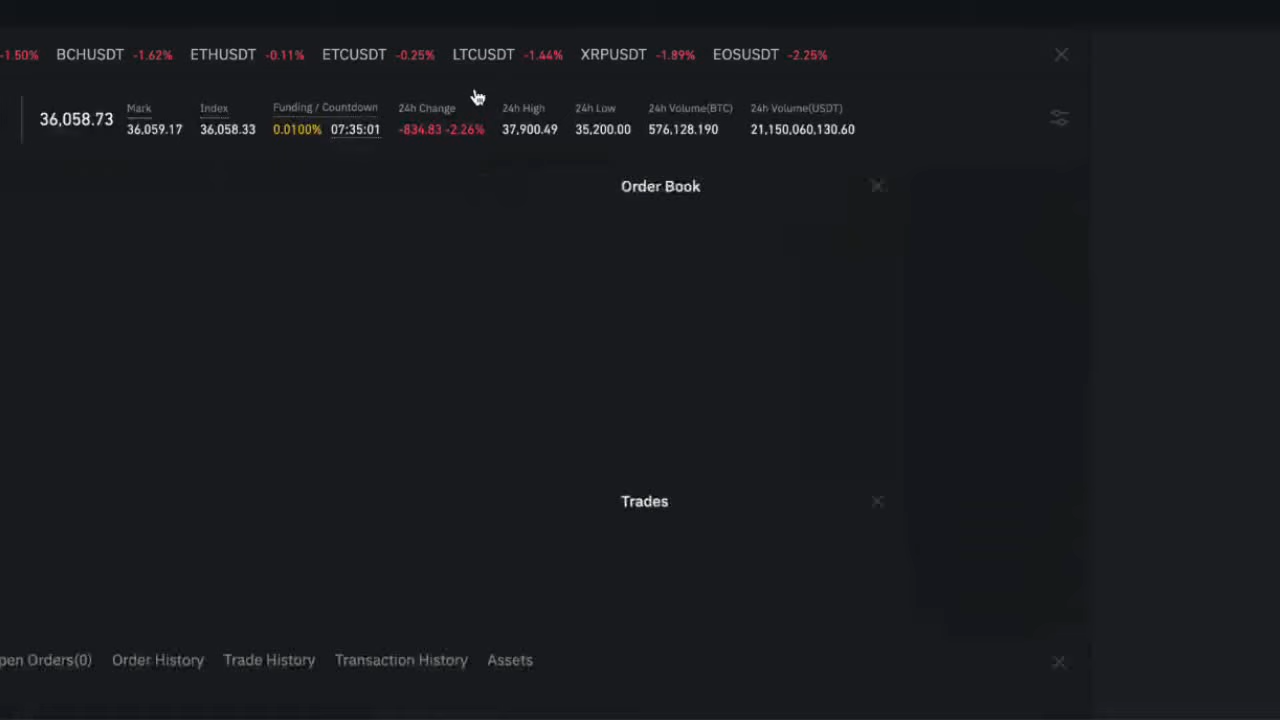 -1.50% BCHUSDT -1.62% ETHUSDT -0.11% ETCUSDT -0.25% LTCUSDT -1.44% XRPUSDT -1.89% EOSUSDT -2.25%
Mark Index Funding / Countdown 24h Change 24h High 24h Low 24h Volume(BTC) 24h Volume(USDT)
36,058.73 36,059.17 36,058.33 0.0100% 07:35:01 -834.83 -2.26% 37,900.49 35,200.00 576,128.190 21,150,060,130.60
Order Book
Trades
pen Orders(0) Order History Trade History Transaction History Assets